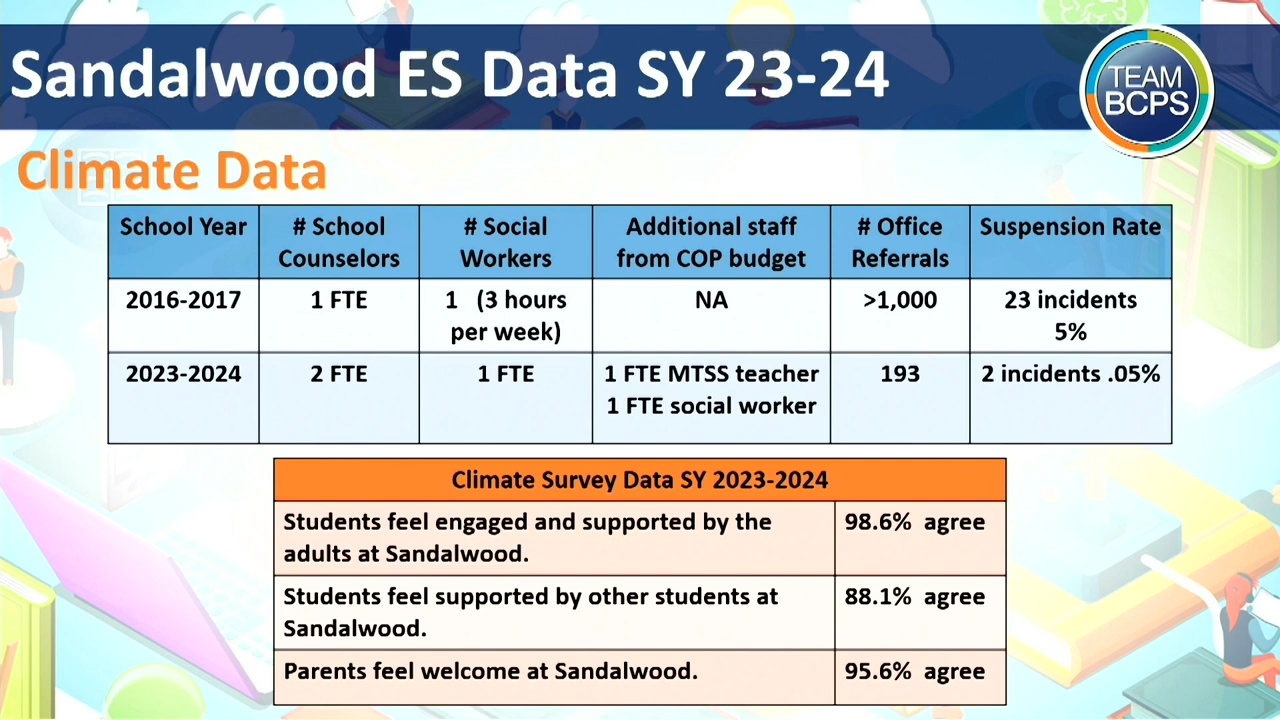 Sandalwood ES Data SY 23-24
TEAM
BCPS
Climate Data
School Year
# School
Counselors
# Social
Workers
Additional staff
from COP budget
# Office
Referrals
Suspension Rate
2016-2017
1 FTE
1 (3 hours
per week)
NA
>1,000
23 incidents
5%
2023-2024
2 FTE
1 FTE
1 FTE MTSS teacher
1 FTE social worker
193
2 incidents .05%
Climate Survey Data SY 2023-2024
Students feel engaged and supported by the
adults at Sandalwood.
98.6% agree
Students feel supported by other students at
Sandalwood.
88.1% agree
Parents feel welcome at Sandalwood.
95.6% agree